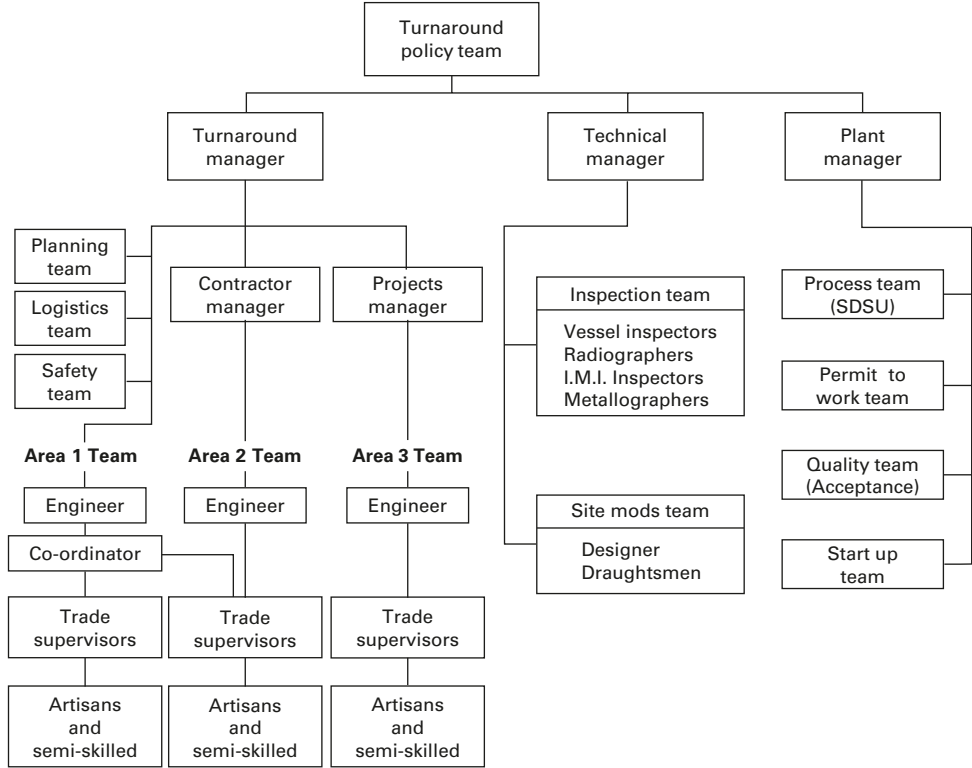 Turnaround
policy team
Turnaround
manager
Technical
manager
Plant
manager
Planning
team
Logistics
team
Safety
team
Contractor
manager
Projects
manager
Inspection team
Vessel inspectors
Radiographers
I.M.I. Inspectors
Metallographers
Process team
(SDSU)
Permit to
work team
Quality team
(Acceptance)
Start up
team
Site mods team
Designer
Draughtsmen
Area 1 Team
Area 2 Team
Area 3 Team
Engineer
Engineer
Engineer
Co-ordinator
Trade
supervisors
Trade
supervisors
Trade
supervisors
Artisans
and
semi-skilled
Artisans
and
semi-skilled
Artisans
and
semi-skilled